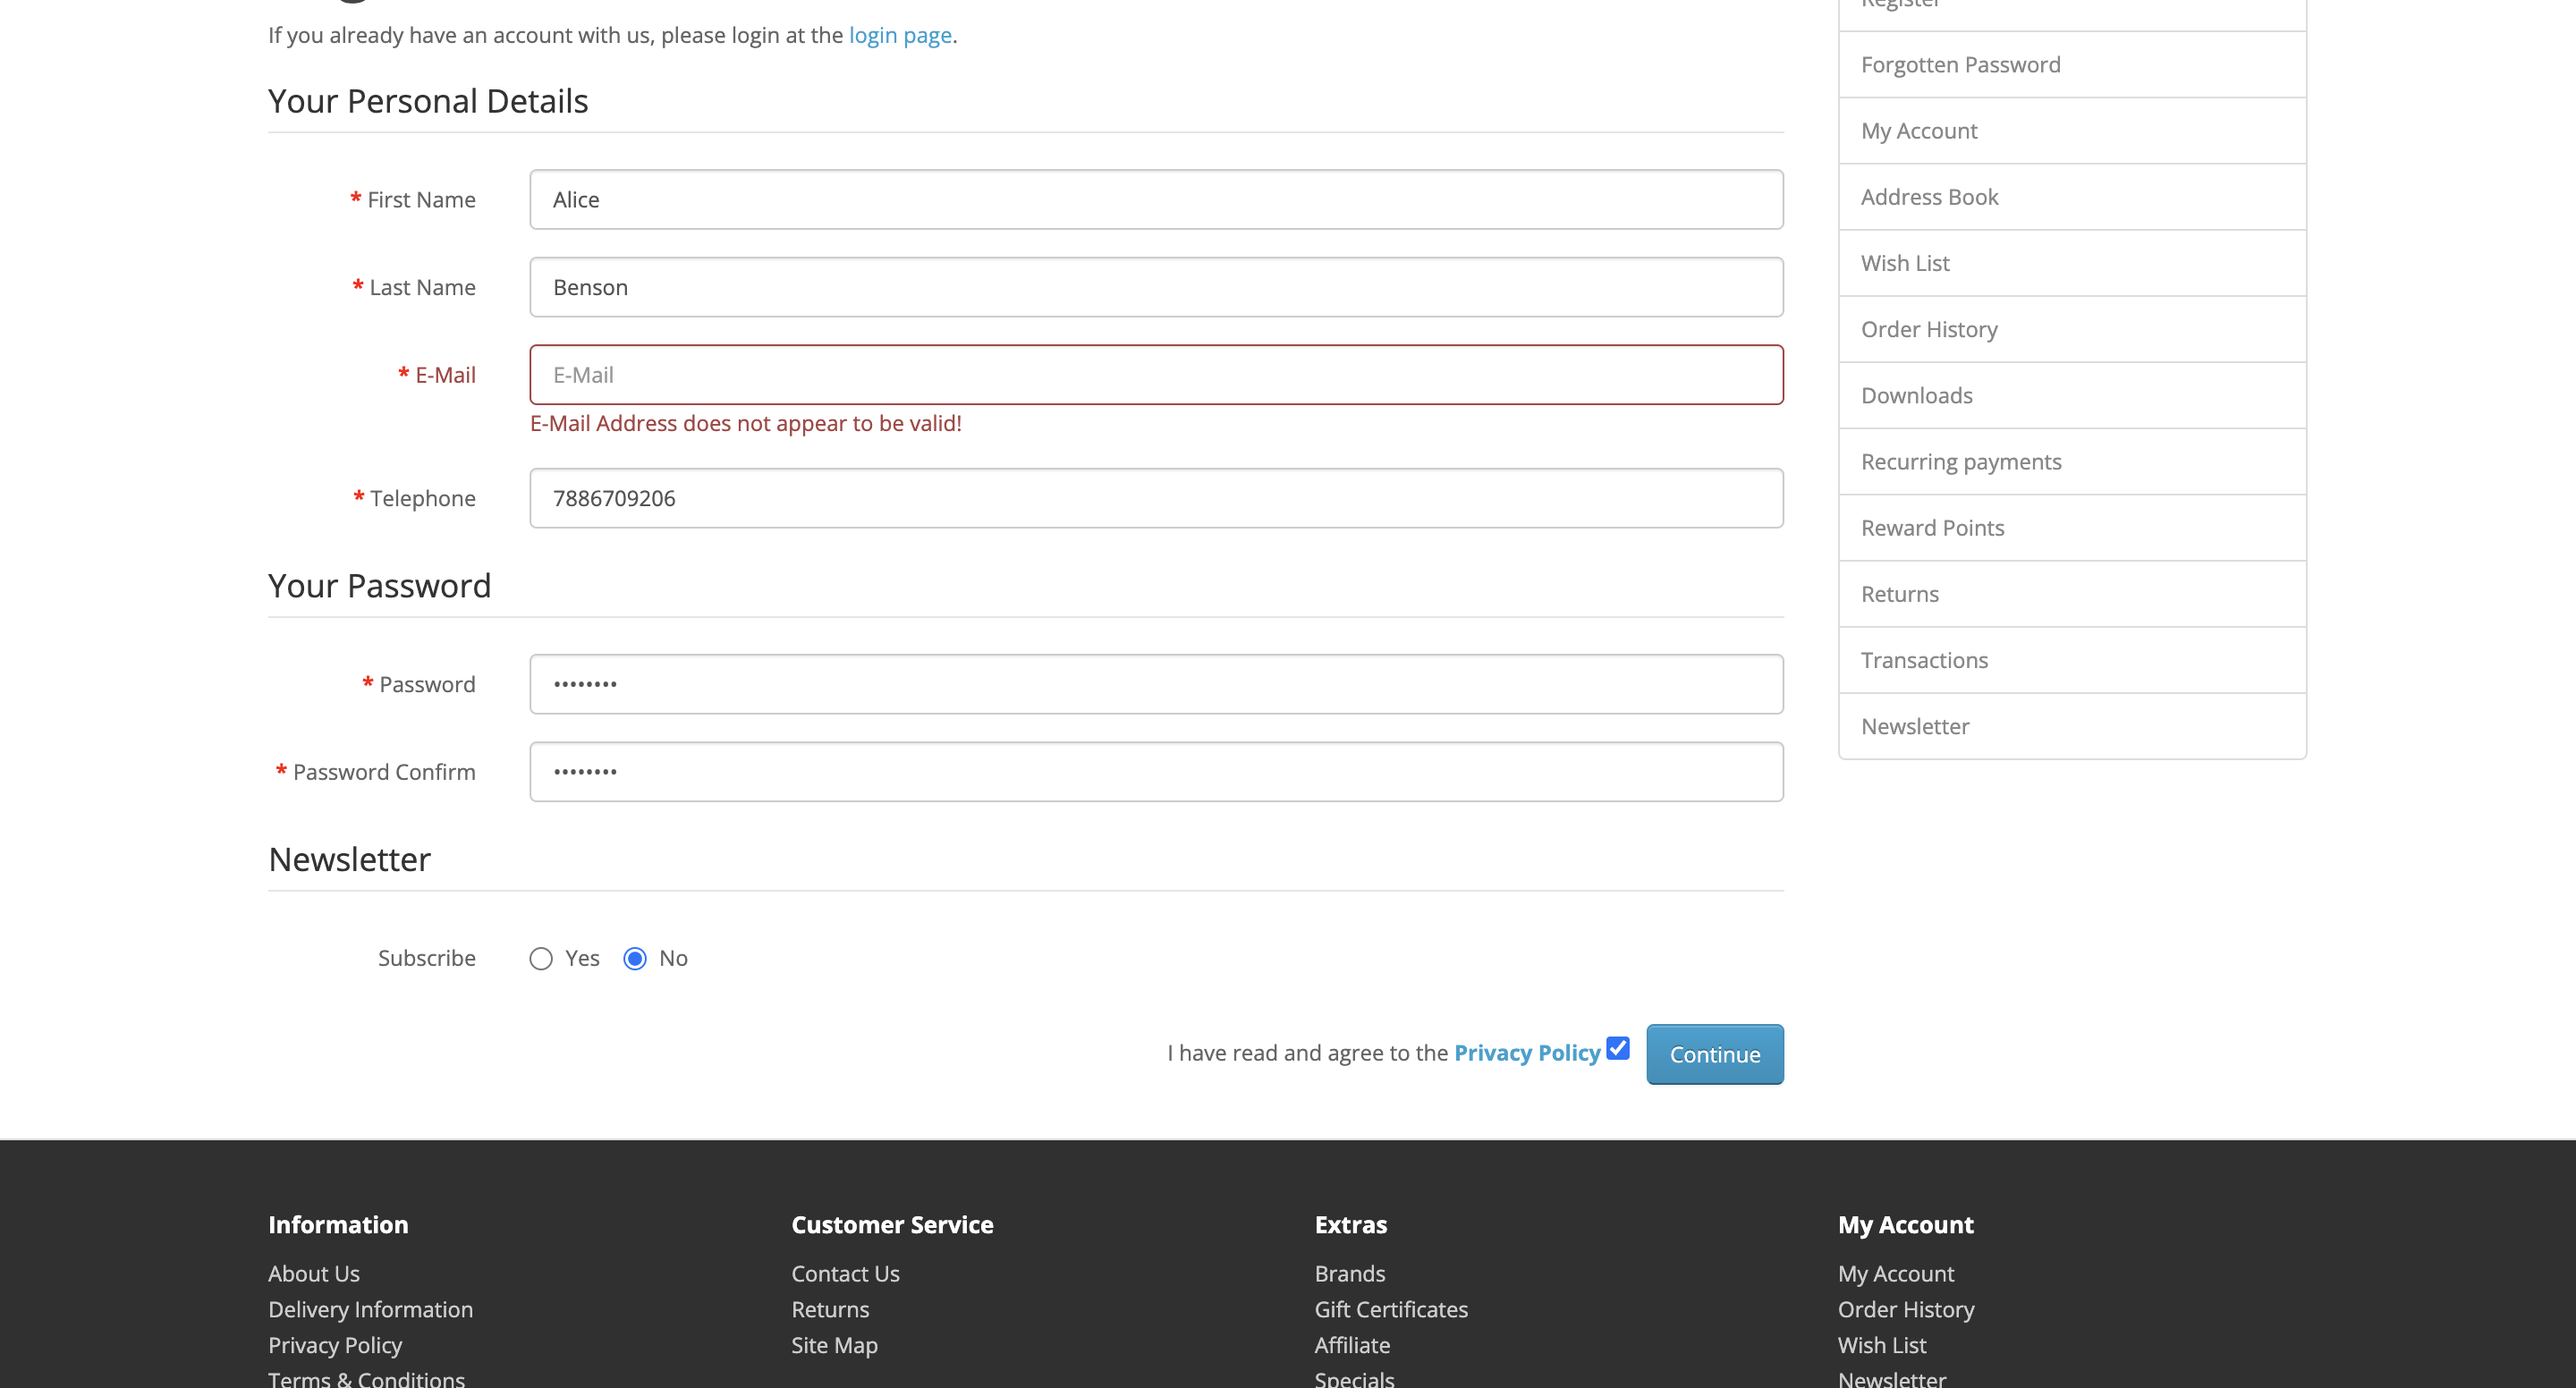 If you already have an account with us, please login at the login page.
Your Personal Details
* First Name
Alice
* Last Name
Benson
* E-Mail
E-Mail
E-Mail Address does not appear to be valid!
* Telephone
7886709206
Your Password
* Password
••••••••
* Password Confirm
••••••••
Newsletter
Subscribe
Yes
No
I have read and agree to the Privacy Policy
Continue
Register
Forgotten Password
My Account
Address Book
Wish List
Order History
Downloads
Recurring payments
Reward Points
Returns
Transactions
Newsletter
Information
About Us
Delivery Information
Privacy Policy
Terms & Conditions
Customer Service
Contact Us
Returns
Site Map
Extras
Brands
Gift Certificates
Affiliate
Specials
My Account
My Account
Order History
Wish List
Newsletter